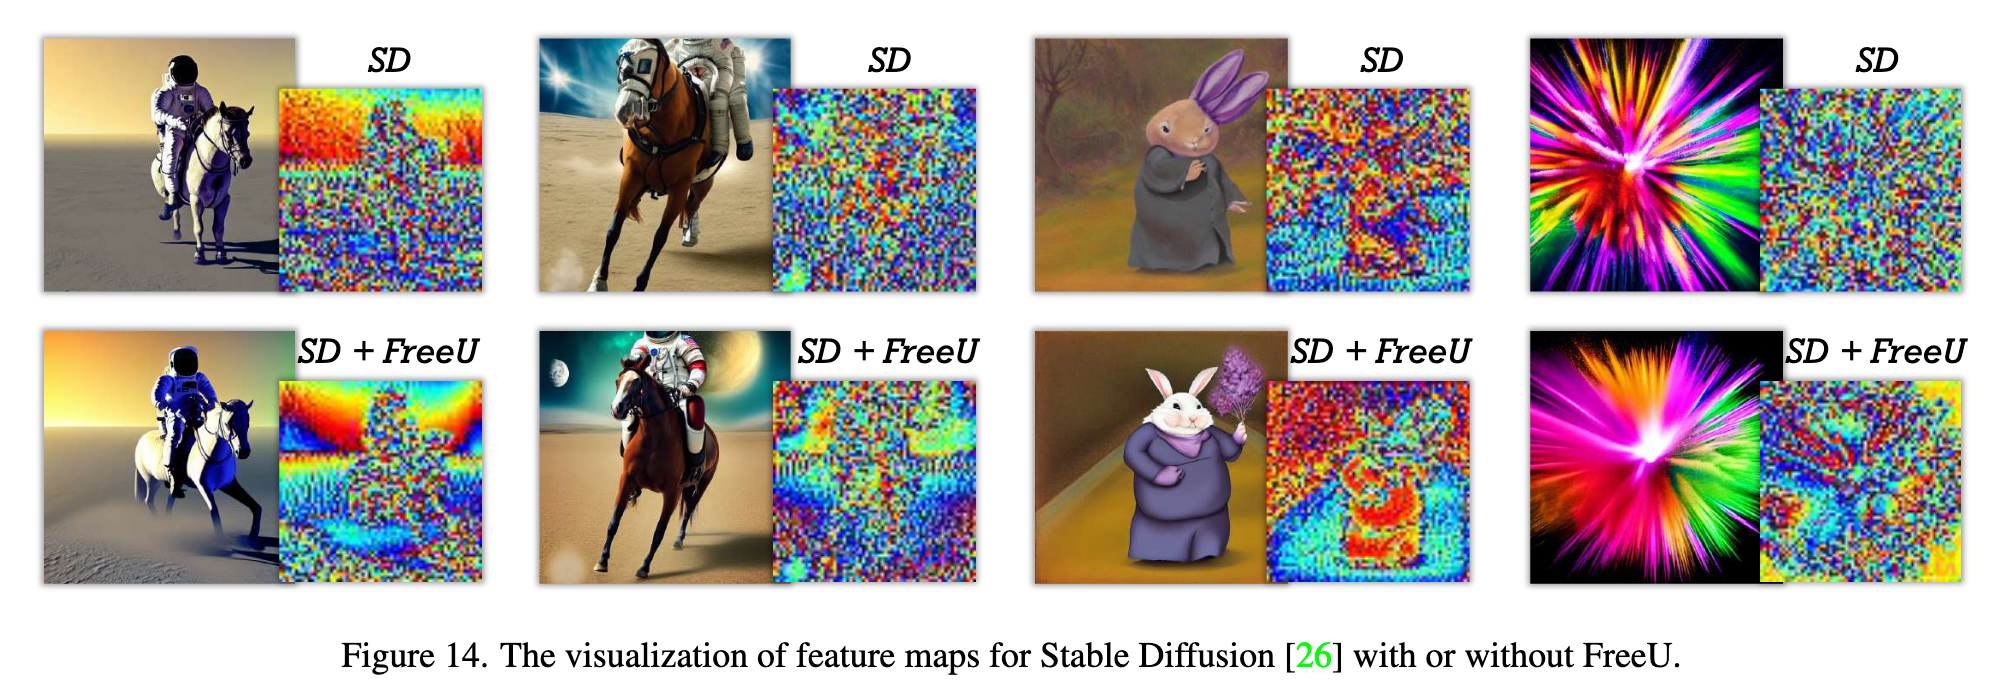 SD
SD
SD
SD
SD + FreeU
SD + FreeU
SD + FreeU
SD + FreeU
Figure 14. The visualization of feature maps for Stable Diffusion [26] with or without FreeU.